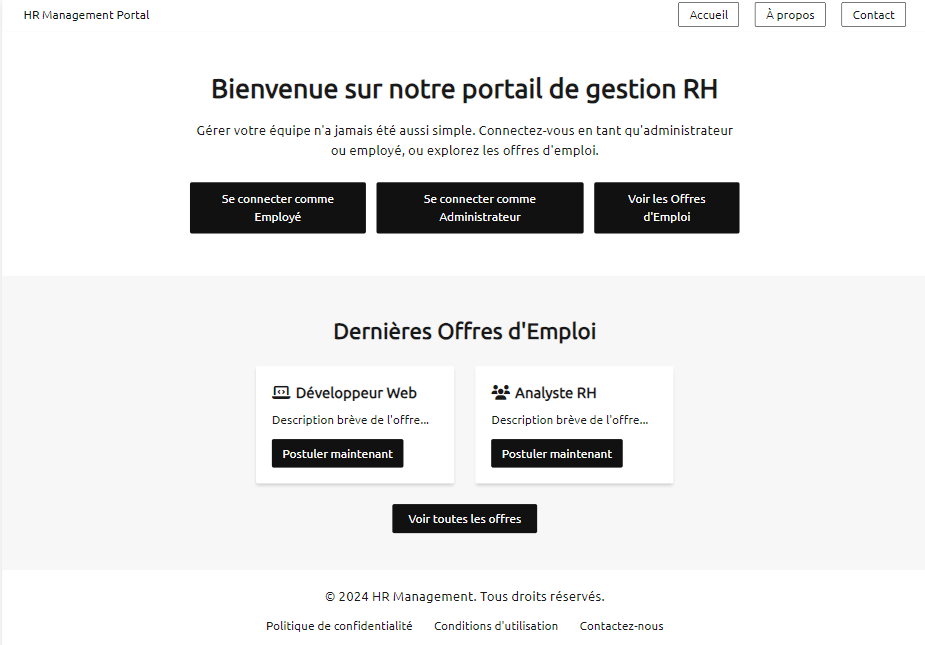 HR Management Portal
Accueil
À propos
Contact
Bienvenue sur notre portail de gestion RH
Gérer votre équipe n'a jamais été aussi simple. Connectez-vous en tant qu'administrateur
ou employé, ou explorez les offres d'emploi.
Se connecter comme
Employé
Se connecter comme
Administrateur
Voir les Offres
d'Emploi
Dernières Offres d'Emploi
Développeur Web
Description brève de l'offre...
Postuler maintenant
Analyste RH
Description brève de l'offre...
Postuler maintenant
Voir toutes les offres
© 2024 HR Management. Tous droits réservés.
Politique de confidentialité
Conditions d'utilisation
Contactez-nous